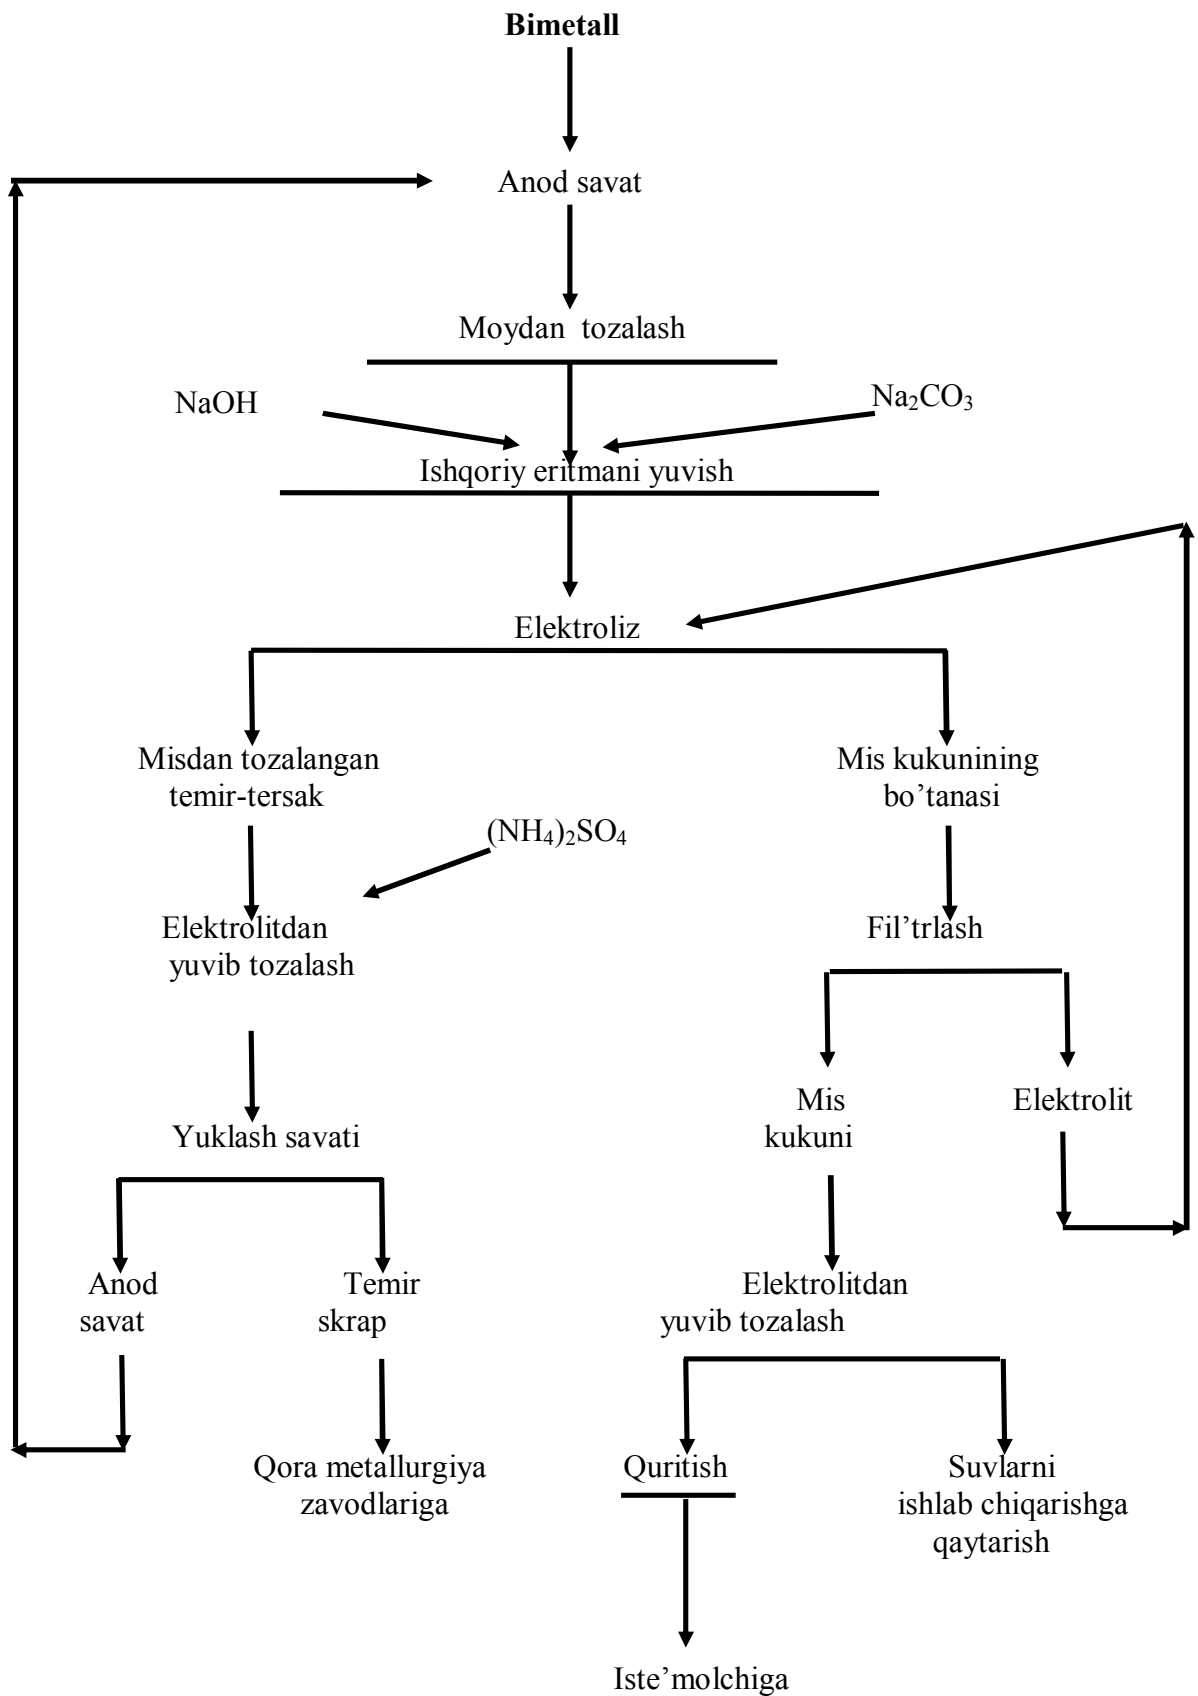 Bimetall
Anod savat
Moydan tozalash
NaOH
Na₂CO₃
Ishqoriy eritmani yuvish
Elektroliz
Misdan tozalangan
temir-tersak
Mis kukunining
bo’tanasi
(NH₄)₂SO₄
Elektrolitdan
yuvib tozalash
Fil’trlash
Yuklash savati
Mis
kukuni
Elektrolit
Anod
savat
Temir
skrap
Elektrolitdan
yuvib tozalash
Qora metallurgiya
zavodlariga
Quritish
Suvlarni
ishlab chiqarishga
qaytarish
Iste’molchiga